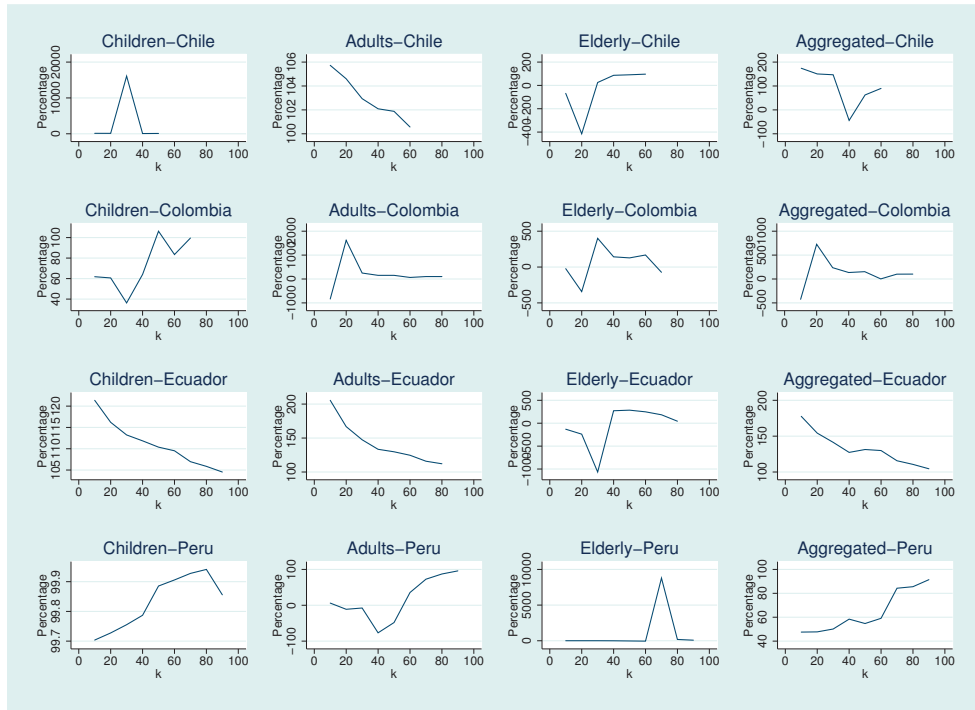 Children−Chile
Percentage
0 10000 20000
0 20 40 60 80 100
k
Adults−Chile
Percentage
100 102 104 106
0 20 40 60 80 100
k
Elderly−Chile
Percentage
−400 −200 0 200
0 20 40 60 80 100
k
Aggregated−Chile
Percentage
−100 0 100 200
0 20 40 60 80 100
k
Children−Colombia
Percentage
40 60 80 100
0 20 40 60 80 100
k
Adults−Colombia
Percentage
−1000 0 1000 2000
0 20 40 60 80 100
k
Elderly−Colombia
Percentage
−500 0 500
0 20 40 60 80 100
k
Aggregated−Colombia
Percentage
−500 0 500 1000
0 20 40 60 80 100
k
Children−Ecuador
Percentage
105 110 115 120
0 20 40 60 80 100
k
Adults−Ecuador
Percentage
100 150 200
0 20 40 60 80 100
k
Elderly−Ecuador
Percentage
−1000 −500 0 500
0 20 40 60 80 100
k
Aggregated−Ecuador
Percentage
100 150 200
0 20 40 60 80 100
k
Children−Peru
Percentage
99.7 99.8 99.9
0 20 40 60 80 100
k
Adults−Peru
Percentage
−100 0 100
0 20 40 60 80 100
k
Elderly−Peru
Percentage
0 5000 10000
0 20 40 60 80 100
k
Aggregated−Peru
Percentage
40 60 80 100
0 20 40 60 80 100
k